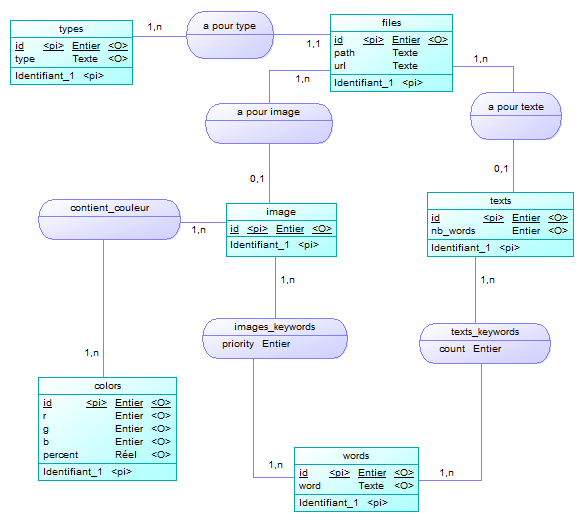 types
id <pi> Entier <O>
type Texte <O>
Identifiant_1 <pi>
1,n
a pour type
1,1
files
id <pi> Entier <O>
path Texte
url Texte
Identifiant_1 <pi>
1,n
1,n
a pour image
a pour texte
0,1
0,1
contient_couleur
1,n
image
id <pi> Entier <O>
Identifiant_1 <pi>
texts
id <pi> Entier <O>
nb_words Entier <O>
Identifiant_1 <pi>
1,n
1,n
images_keywords
priority Entier
texts_keywords
count Entier
1,n
colors
id <pi> Entier <O>
r Entier <O>
g Entier <O>
b Entier <O>
percent Réel <O>
Identifiant_1 <pi>
1,n
words
id <pi> Entier <O>
word Texte <O>
Identifiant_1 <pi>
1,n